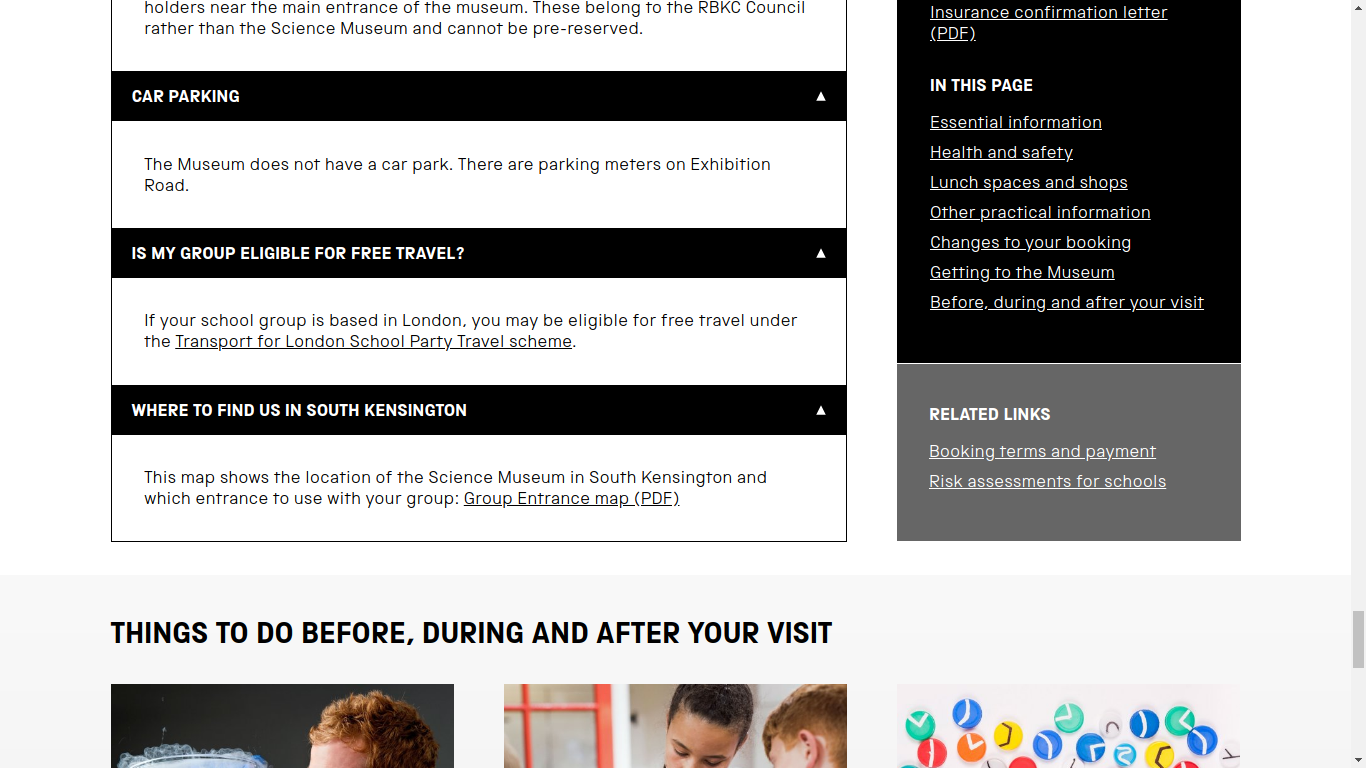 holders near the main entrance of the museum. These belong to the RBKC Council
rather than the Science Museum and cannot be pre-reserved.
CAR PARKING ▲
The Museum does not have a car park. There are parking meters on Exhibition
Road.
IS MY GROUP ELIGIBLE FOR FREE TRAVEL? ▲
If your school group is based in London, you may be eligible for free travel under
the Transport for London School Party Travel scheme.
WHERE TO FIND US IN SOUTH KENSINGTON ▲
This map shows the location of the Science Museum in South Kensington and
which entrance to use with your group: Group Entrance map (PDF)
Insurance confirmation letter
(PDF)
IN THIS PAGE
Essential information
Health and safety
Lunch spaces and shops
Other practical information
Changes to your booking
Getting to the Museum
Before, during and after your visit
RELATED LINKS
Booking terms and payment
Risk assessments for schools
THINGS TO DO BEFORE, DURING AND AFTER YOUR VISIT